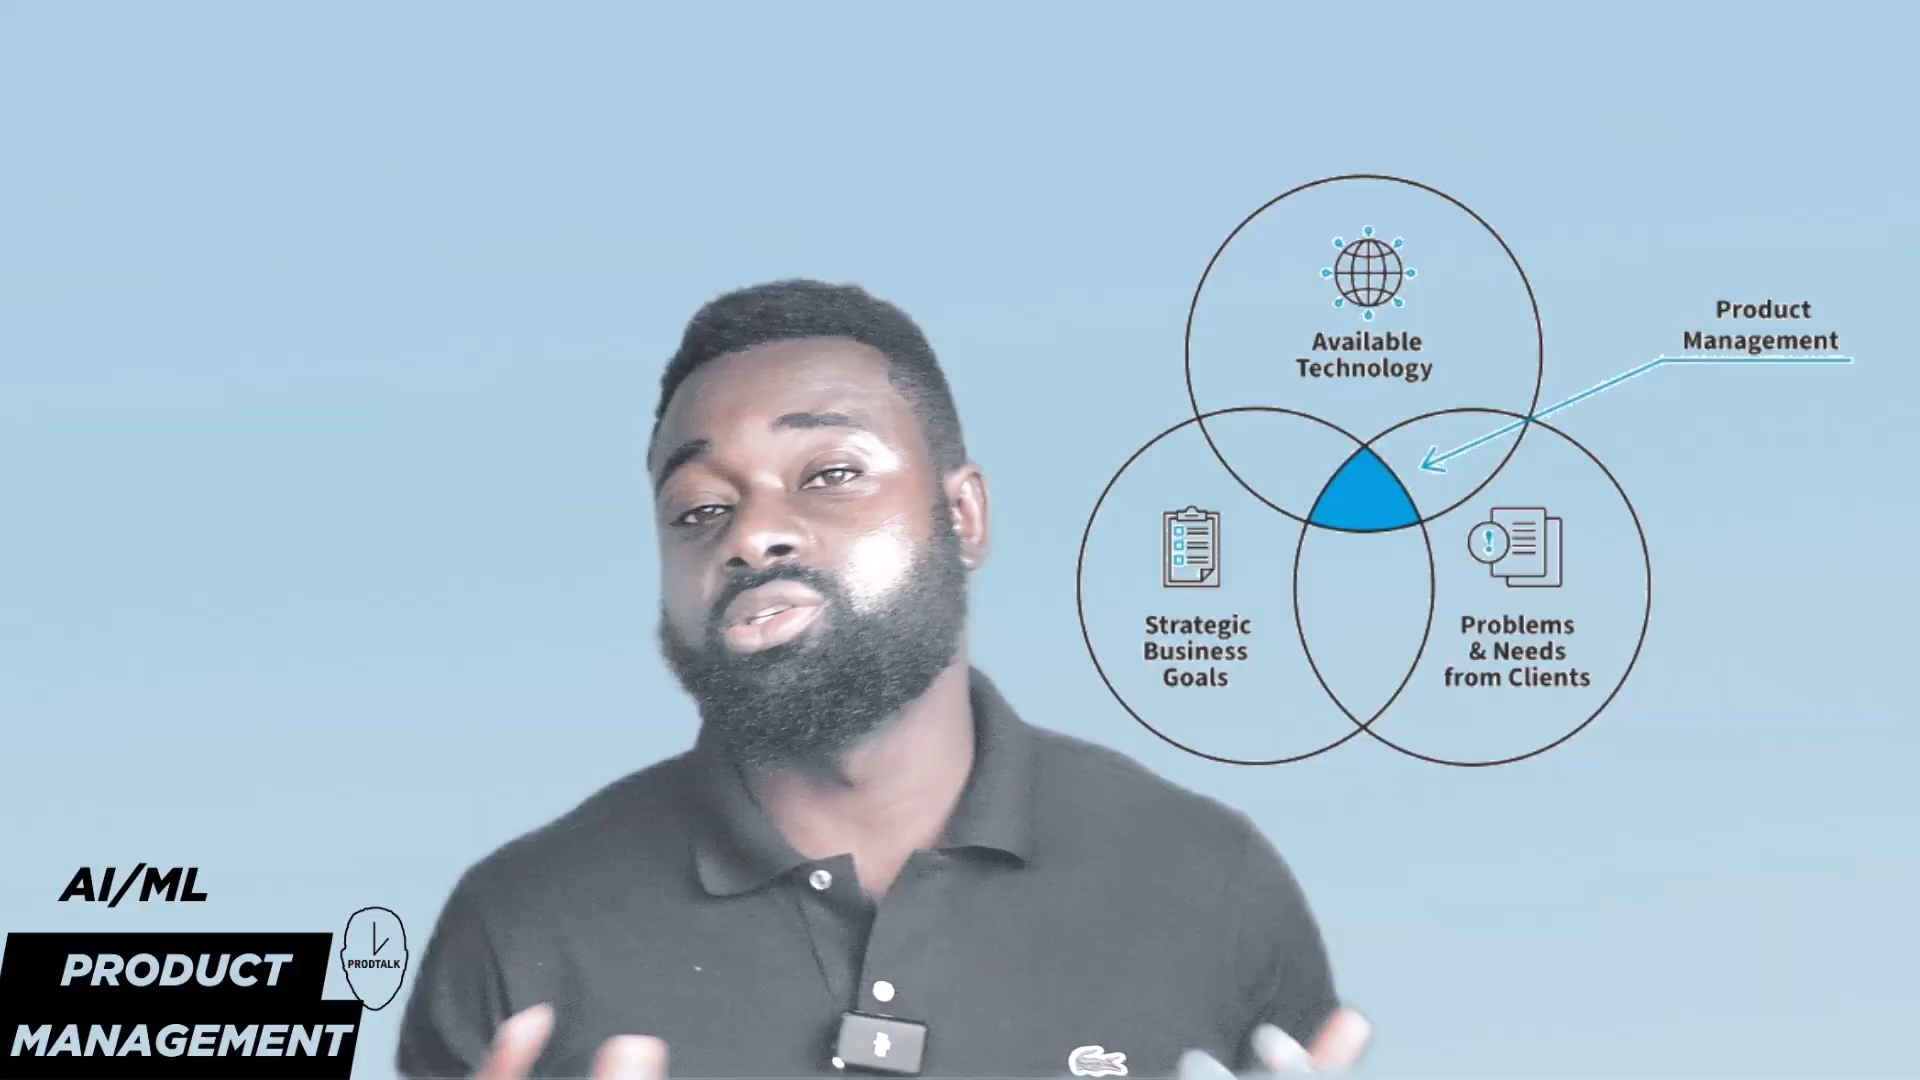 Available
Technology
Product
Management
Strategic
Business
Goals
Problems
& Needs
from Clients
AI/ML
PRODUCT
MANAGEMENT
PRODTALK